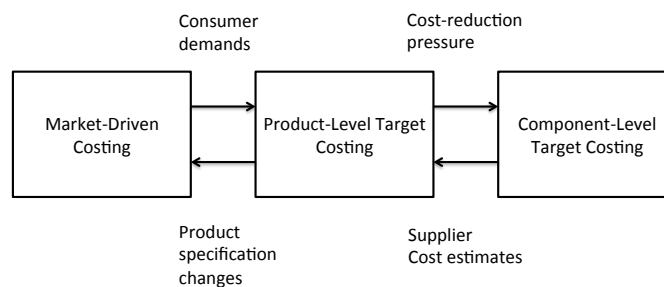 Consumer
demands
Cost-reduction
pressure
Market-Driven
Costing
Product-Level Target
Costing
Component-Level
Target Costing
Product
specification
changes
Supplier
Cost estimates